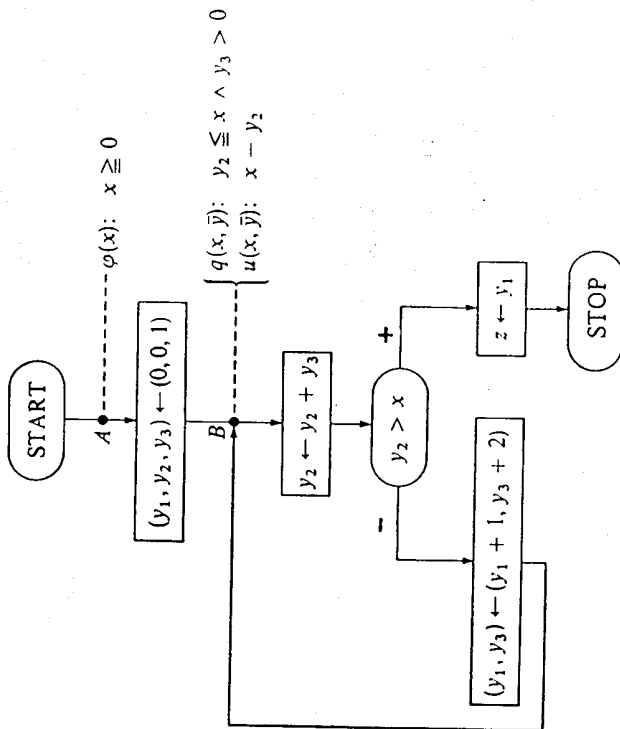 START
A
φ(x): x ≧ 0
(y₁, y₂, y₃) ← (0, 0, 1)
B
q(x, ȳ): y₂ ≦ x ∧ y₃ > 0
u(x, ȳ): x − y₂
y₂ ← y₂ + y₃
y₂ > x
−
+
(y₁, y₃) ← (y₁ + 1, y₃ + 2)
z ← y₁
STOP